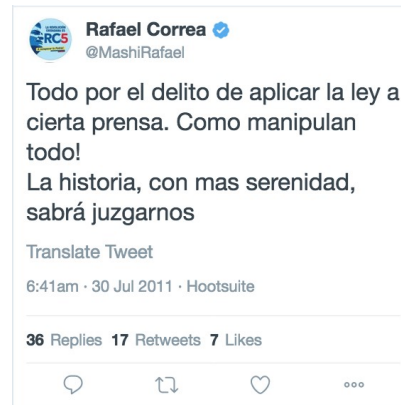 RC5
Rafael Correa
@MashiRafael
Todo por el delito de aplicar la ley a
cierta prensa. Como manipulan
todo!
La historia, con mas serenidad,
sabrá juzgarnos
Translate Tweet
6:41am · 30 Jul 2011 · Hootsuite
36 Replies 17 Retweets 7 Likes